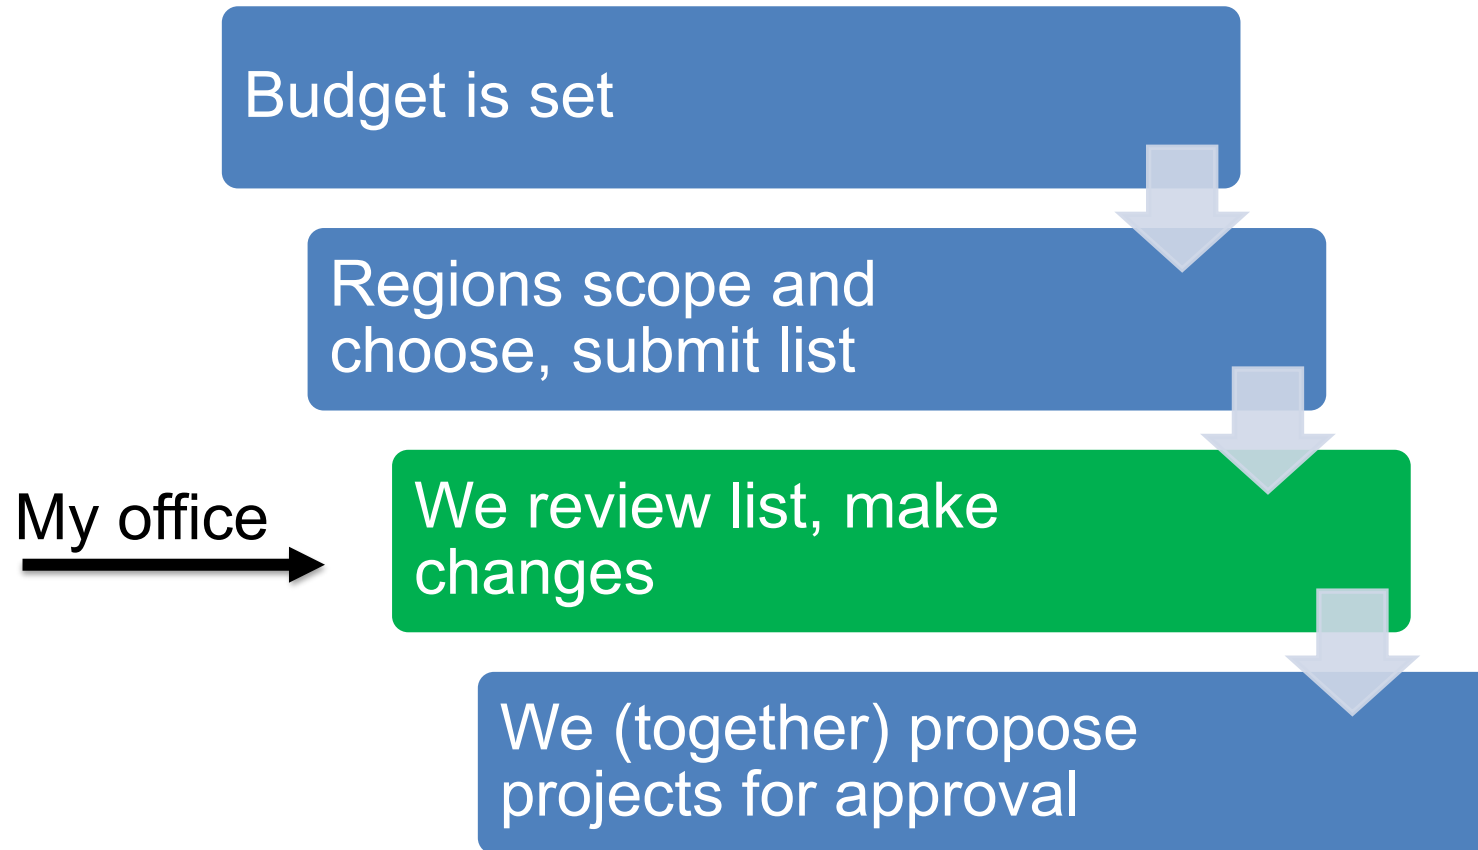 Budget is set
Regions scope and
choose, submit list
My office
We review list, make
changes
We (together) propose
projects for approval